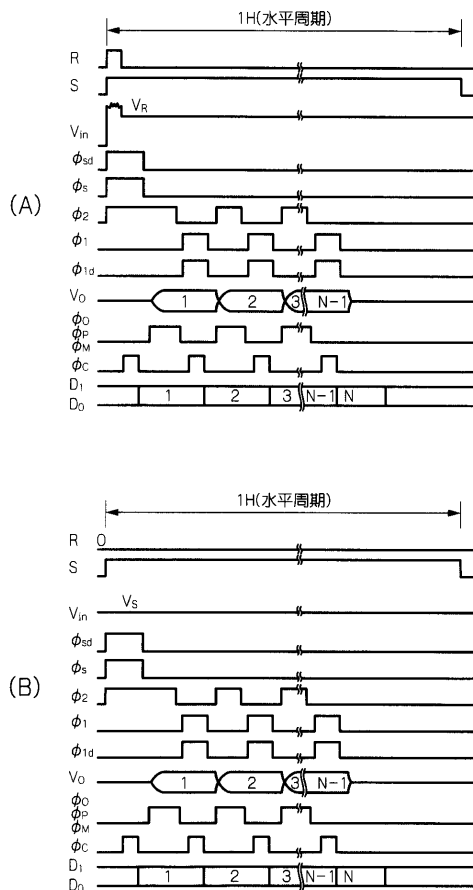 1H(水平周期)
R
S
VR
Vin
φsd
φs
(A)
φ2
φ1
φ1d
VO 1 2 3 N-1
φO
φP
φM
φC
D1
D0 1 2 3 N-1 N
1H(水平周期)
R 0
S
VS
Vin
φsd
φs
(B)
φ2
φ1
φ1d
VO 1 2 3 N-1
φO
φP
φM
φC
D1
D0 1 2 3 N-1 N